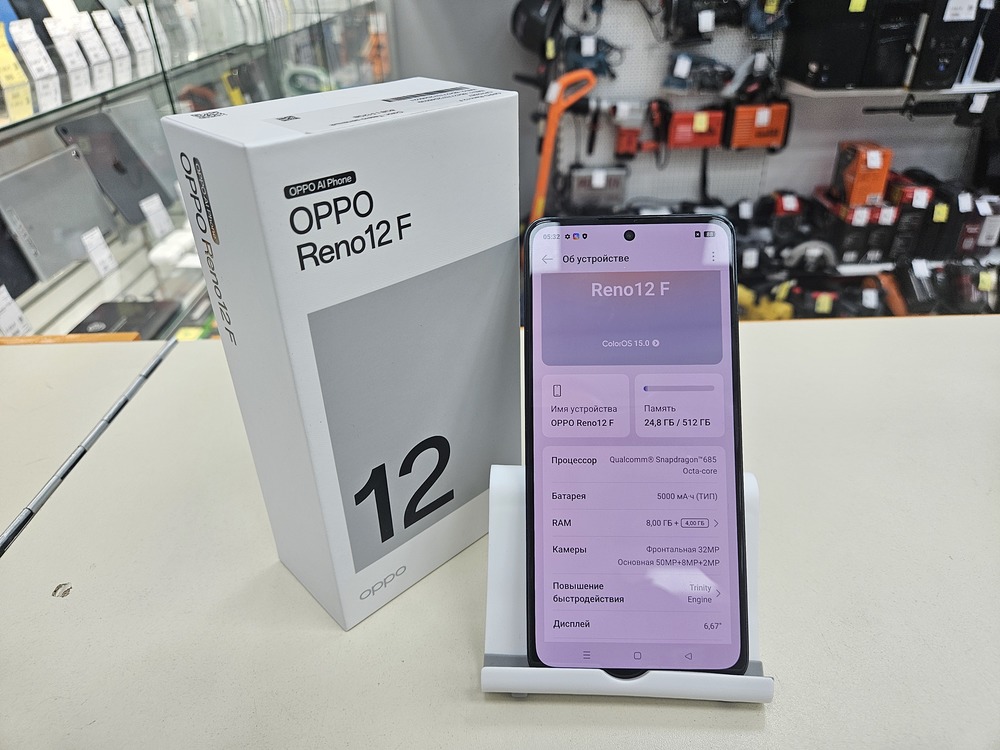 OPPO AI Phone
OPPO
Reno12 F
12
oppo
OPPO AI Phone
OPPO Reno12 F
05:32
Об устройстве
Reno12 F
ColorOS 15.0
Имя устройства
OPPO Reno12 F
Память
24,8 ГБ / 512 ГБ
Процессор
Qualcomm® Snapdragon™685
Octa-core
Батарея
5000 мА·ч (ТИП)
RAM
8,00 ГБ + 4,00 ГБ
Камеры
Фронтальная 32MP
Основная 50MP+8MP+2MP
Повышение
быстродействия
Trinity
Engine
Дисплей
6,67"